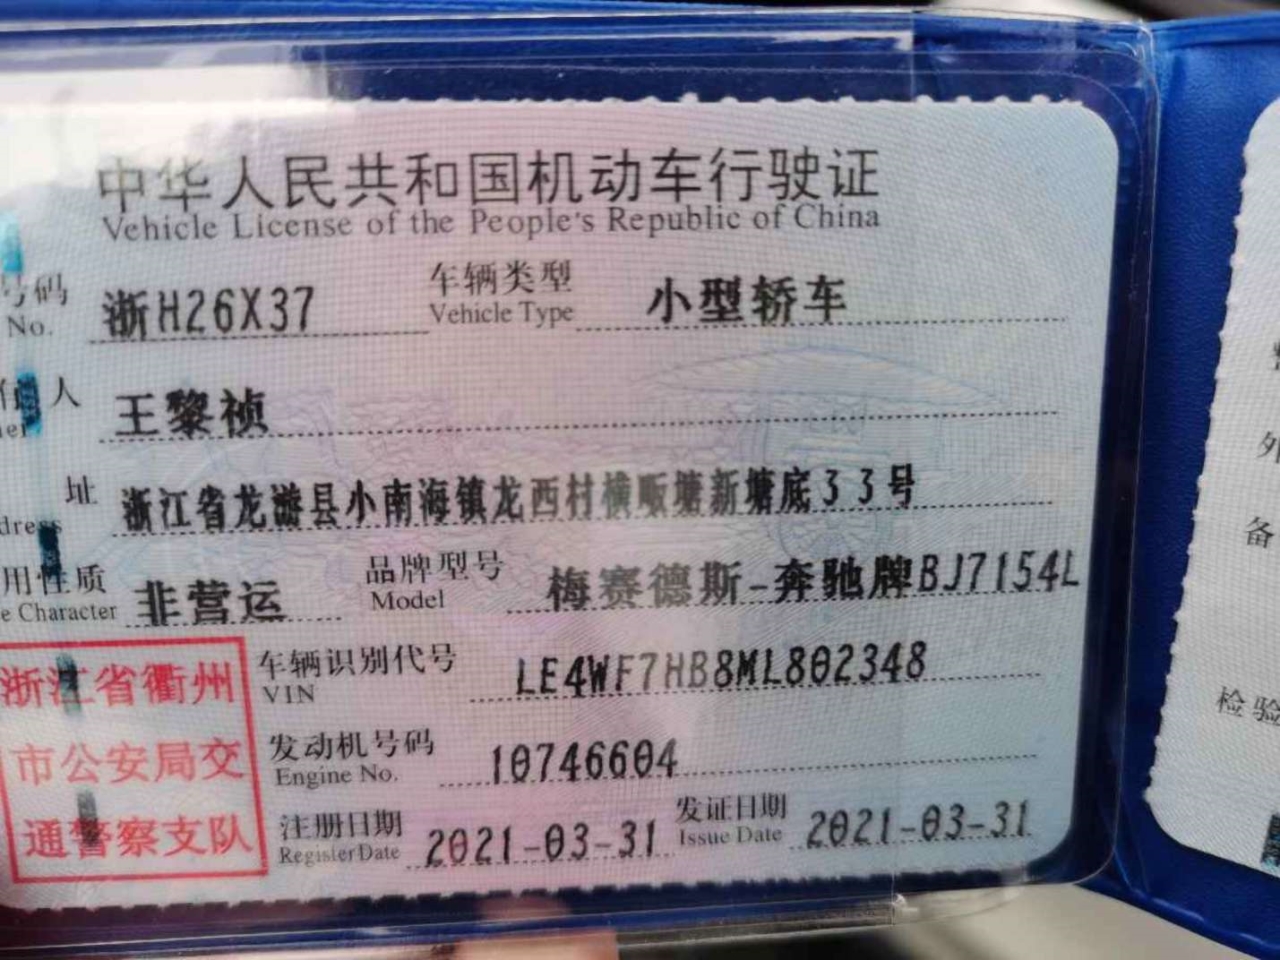 中华人民共和国机动车行驶证
Vehicle License of the People's Republic of China
号码 浙H26X37 车辆类型 小型轿车
No. Vehicle Type
人 王黎祯
址 浙江省龙游县小南海镇龙西村横畈塘新塘底33号
用性质 非营运 品牌型号 梅赛德斯-奔驰牌BJ7154L
Character Model
浙江省衢州
市公安局交
通警察支队
车辆识别代号 LE4WF7HB8ML802348
VIN
发动机号码 10746604
Engine No.
注册日期 2021-03-31 发证日期 2021-03-31
Register Date Issue Date
外
备
检验